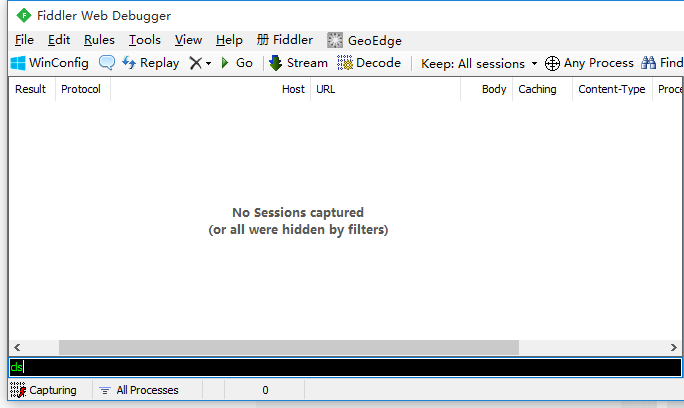 Fiddler Web Debugger
File Edit Rules Tools View Help 册 Fiddler GeoEdge
WinConfig Replay Go Stream Decode Keep: All sessions Any Process Find
Result Protocol Host URL Body Caching Content-Type Proce
No Sessions captured
(or all were hidden by filters)
cls
Capturing All Processes 0